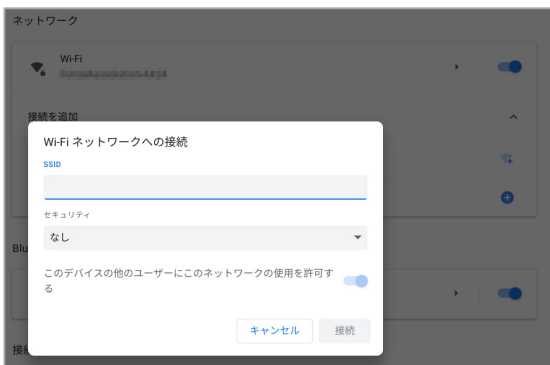 ネットワーク
Wi-Fi
接続を追加
Wi-Fi ネットワークへの接続
SSID
セキュリティ
なし
Blu
このデバイスの他のユーザーにこのネットワークの使用を許可す
る
キャンセル
接続